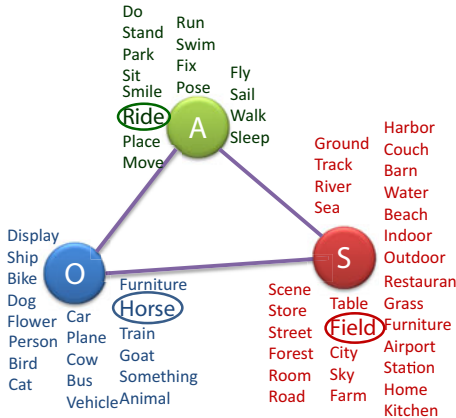 Do
Stand
Park
Sit
Smile
Ride
Place
Move
Run
Swim
Fix
Pose
Fly
Sail
Walk
Sleep
A
Ground
Track
River
Sea
Harbor
Couch
Barn
Water
Beach
Indoor
Outdoor
Restauran
Grass
Furniture
Airport
Station
Home
Kitchen
S
Scene
Store
Street
Forest
Room
Road
Table
Field
City
Sky
Farm
O
Display
Ship
Bike
Dog
Flower
Person
Bird
Cat
Car
Plane
Cow
Bus
Vehicle
Furniture
Horse
Train
Goat
Something
Animal